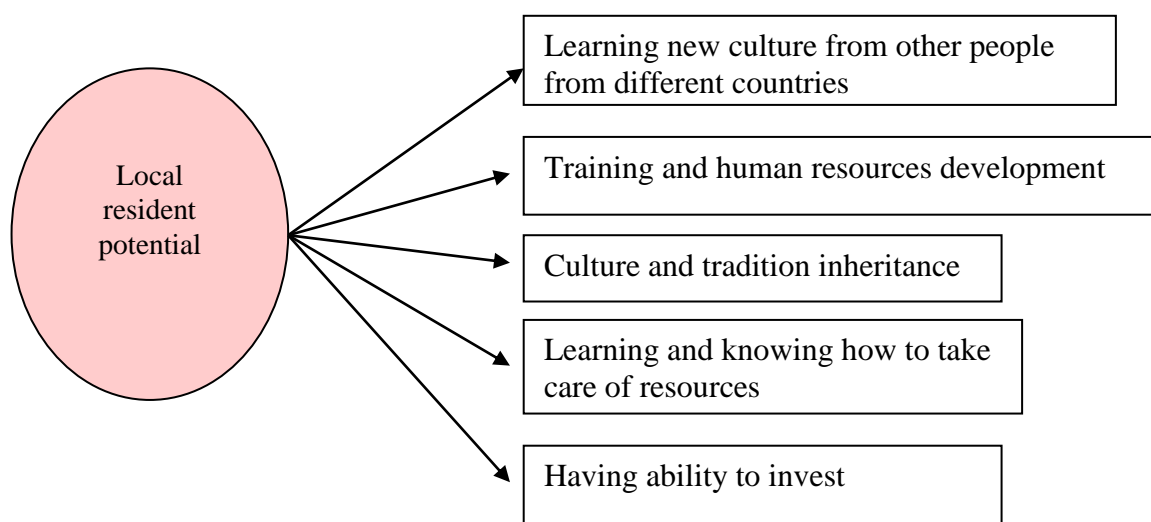 Local
resident
potential
Learning new culture from other people
from different countries
Training and human resources development
Culture and tradition inheritance
Learning and knowing how to take
care of resources
Having ability to invest